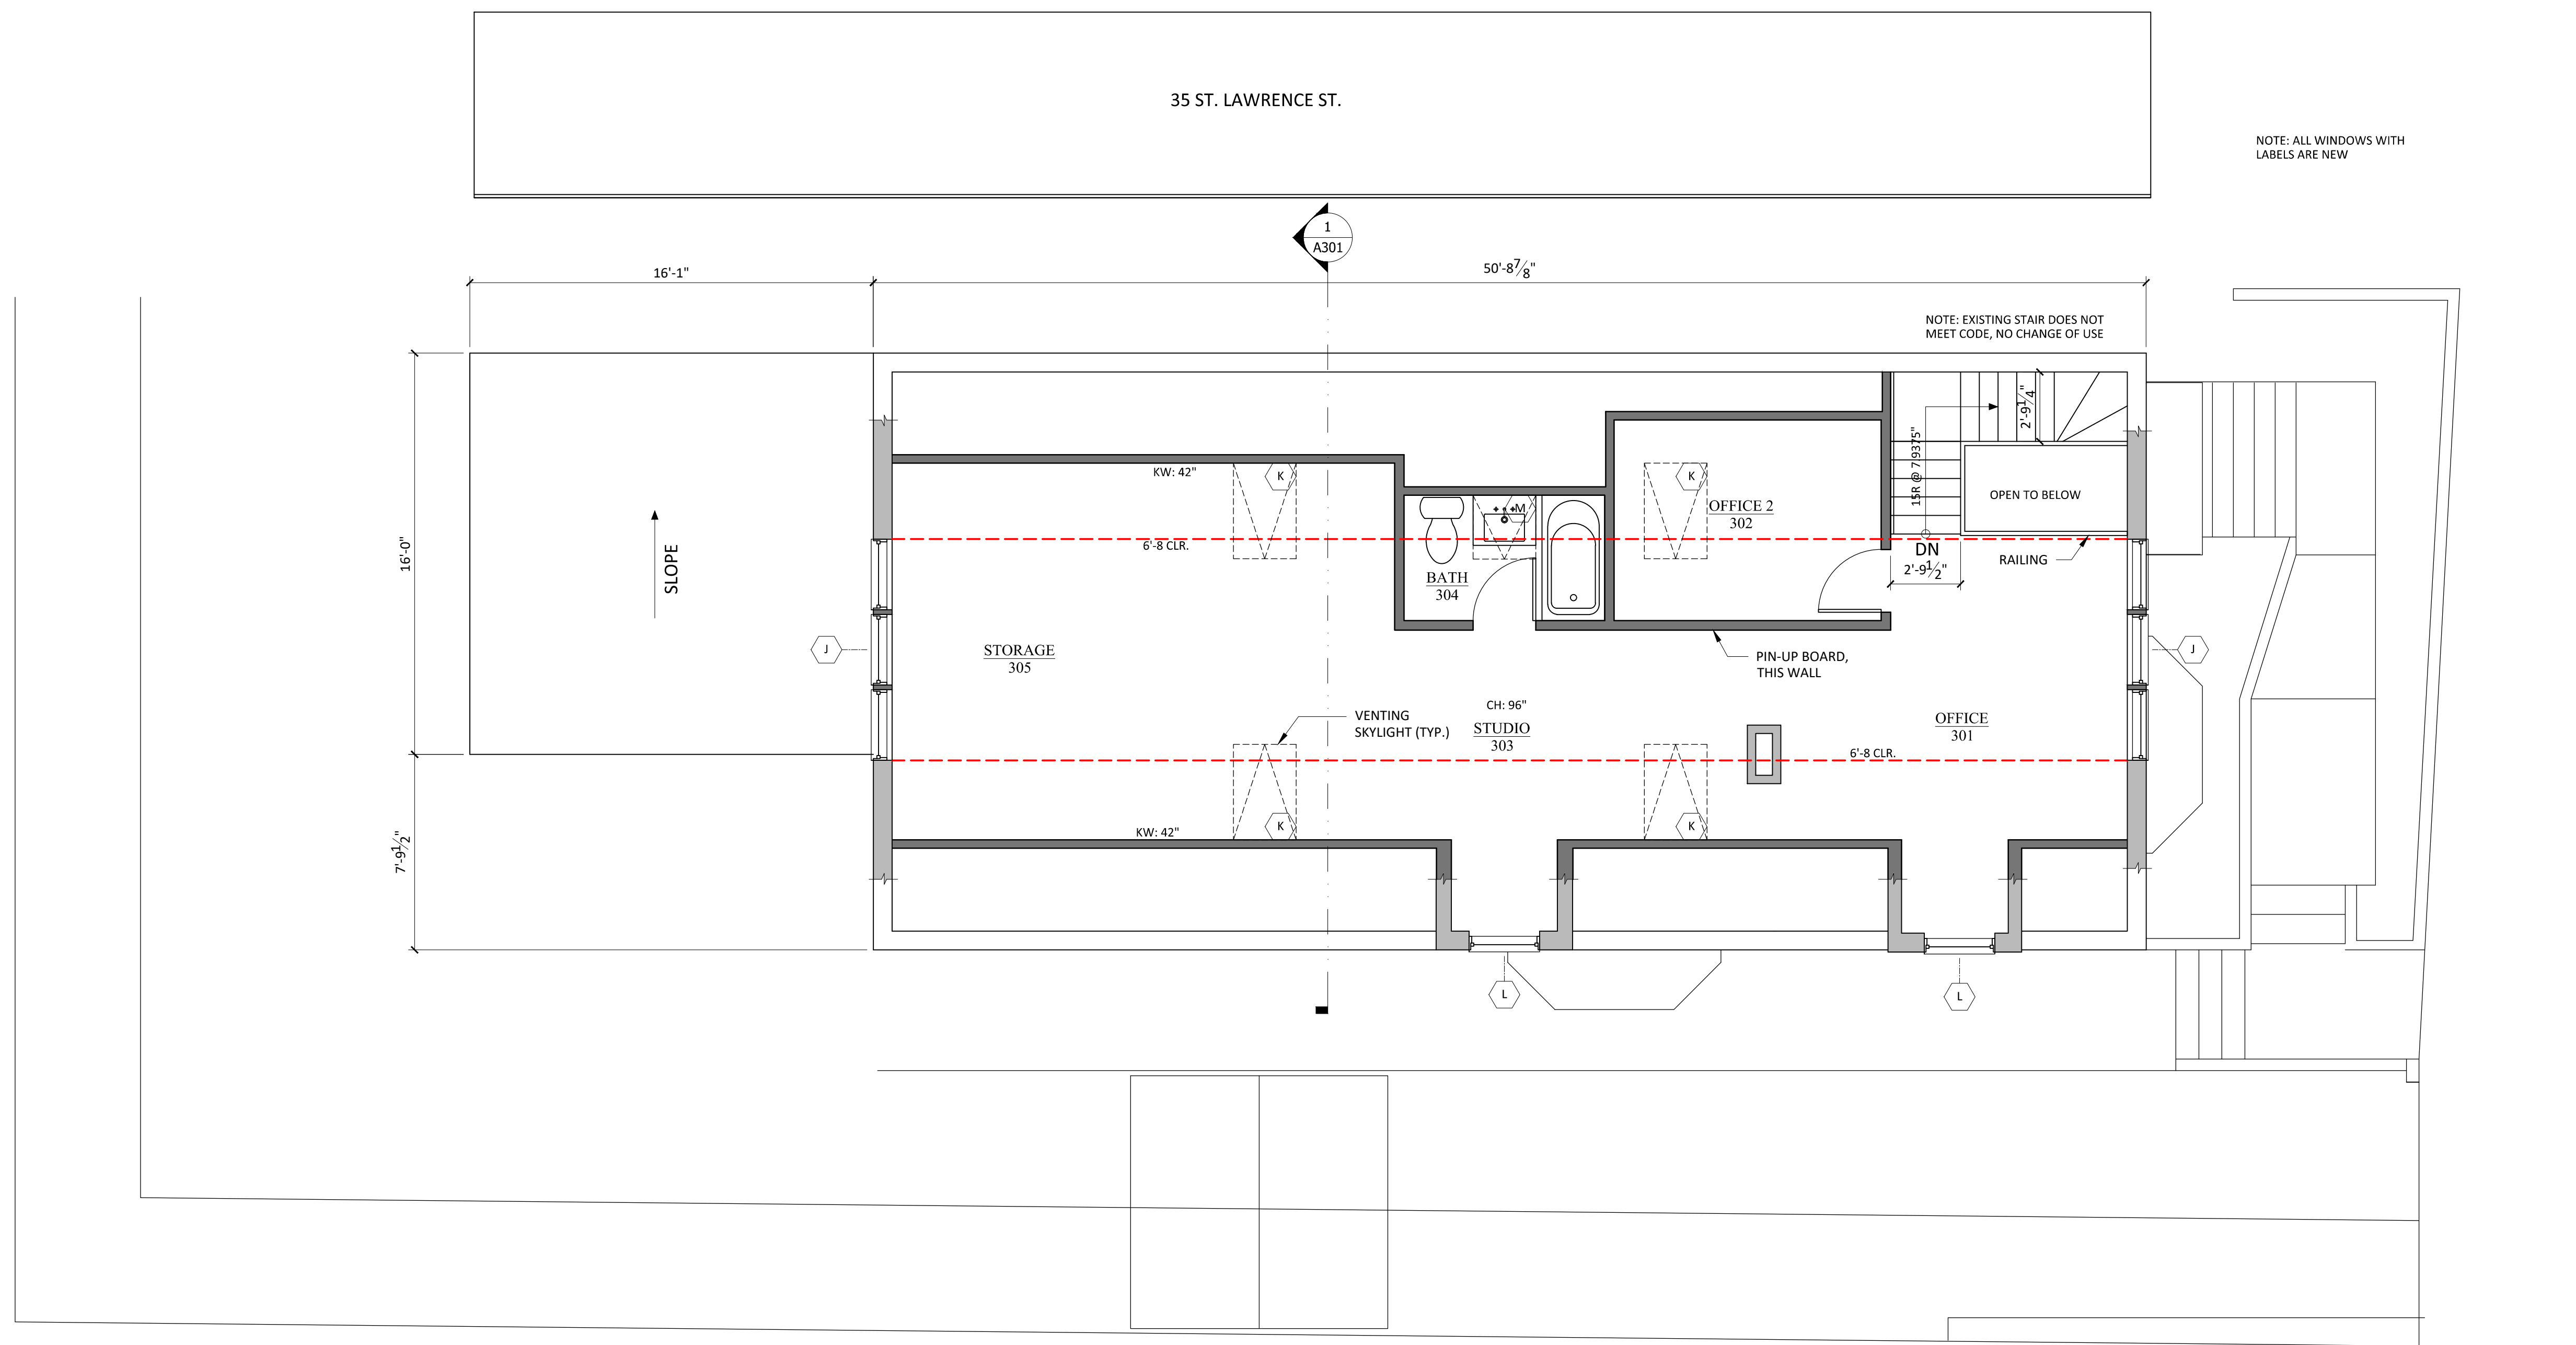 35 ST. LAWRENCE ST.
NOTE: ALL WINDOWS WITH
LABELS ARE NEW
1
A301
16'-1"
50'-8 7/8"
NOTE: EXISTING STAIR DOES NOT
MEET CODE, NO CHANGE OF USE
2'-9 1/4"
15R @ 7.9375"
KW: 42"
K
K
M
OPEN TO BELOW
OFFICE 2
302
6'-8 CLR.
16'-0"
SLOPE
DN
2'-9 1/2"
RAILING
BATH
304
J
STORAGE
305
PIN-UP BOARD,
THIS WALL
J
VENTING
SKYLIGHT (TYP.)
CH: 96"
STUDIO
303
OFFICE
301
6'-8 CLR.
KW: 42"
K
K
7'-9 1/2"
L
L